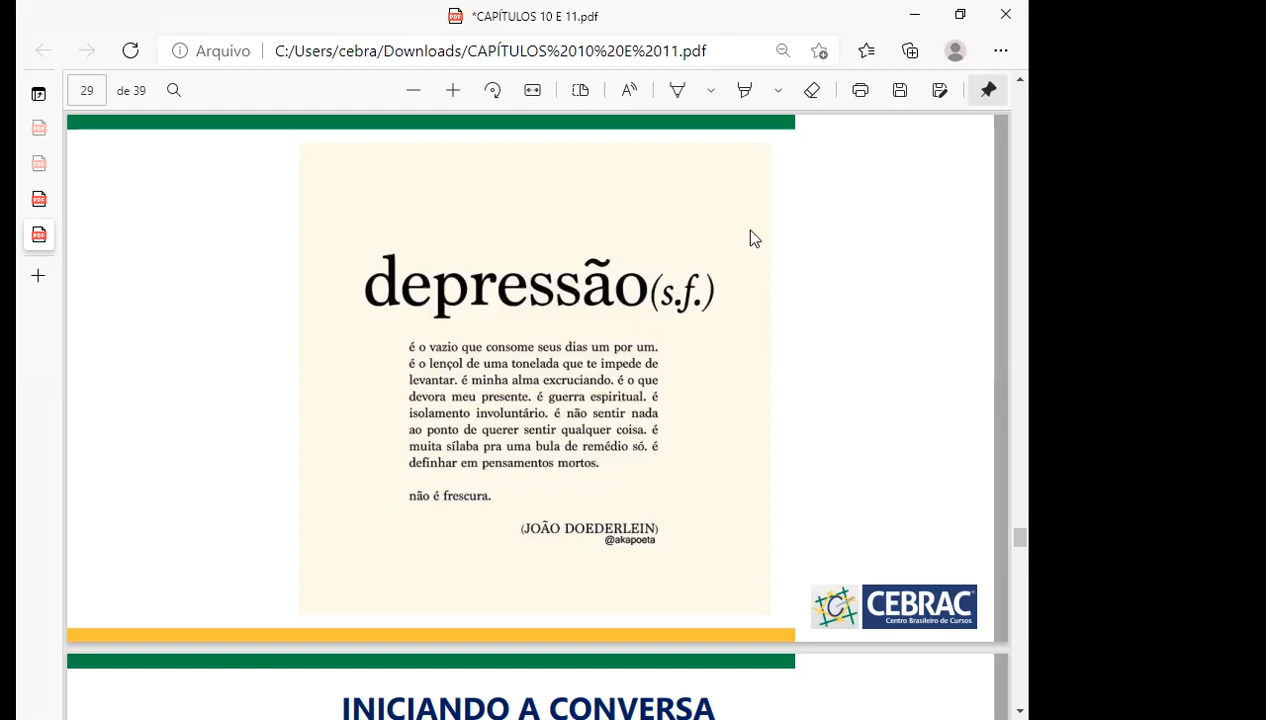 *CAPÍTULOS 10 E 11.pdf
Arquivo
C:/Users/cebra/Downloads/CAPÍTULOS%2010%20E%2011.pdf
29
de 39
depressão(s.f.)
é o vazio que consome seus dias um por um.
é o lençol de uma tonelada que te impede de
levantar. é minha alma excruciando. é o que
devora meu presente. é guerra espiritual. é
isolamento involuntário. é não sentir nada
ao ponto de querer sentir qualquer coisa. é
muita sílaba pra uma bula de remédio só. é
definhar em pensamentos mortos.
não é frescura.
(JOÃO DOEDERLEIN)
@akapoeta
CEBRAC
Centro Brasileiro de Cursos
INICIANDO A CONVERSA